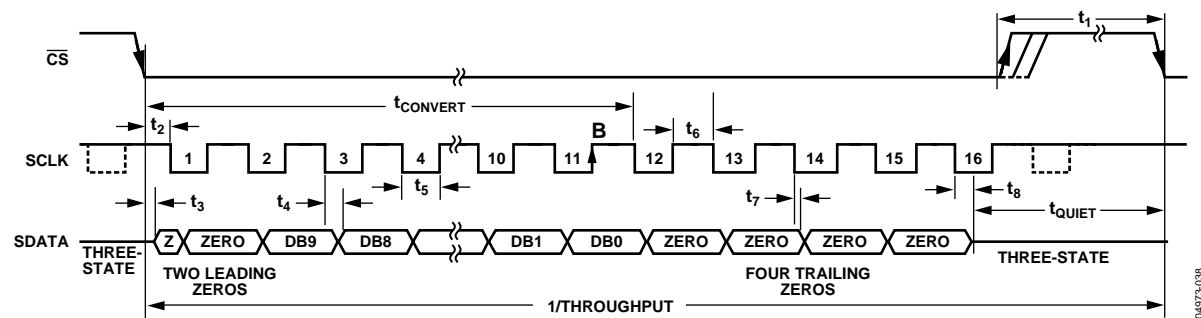 t1
CS
tCONVERT
t2
B
t6
SCLK
1 2 3 4 10 11 12 13 14 15 16
t3
t4
t5
t7
t8
tQUIET
SDATA
Z ZERO DB9 DB8 DB1 DB0 ZERO ZERO ZERO ZERO
THREE-
STATE
TWO LEADING
ZEROS
FOUR TRAILING
ZEROS
THREE-STATE
1/THROUGHPUT
04973-038